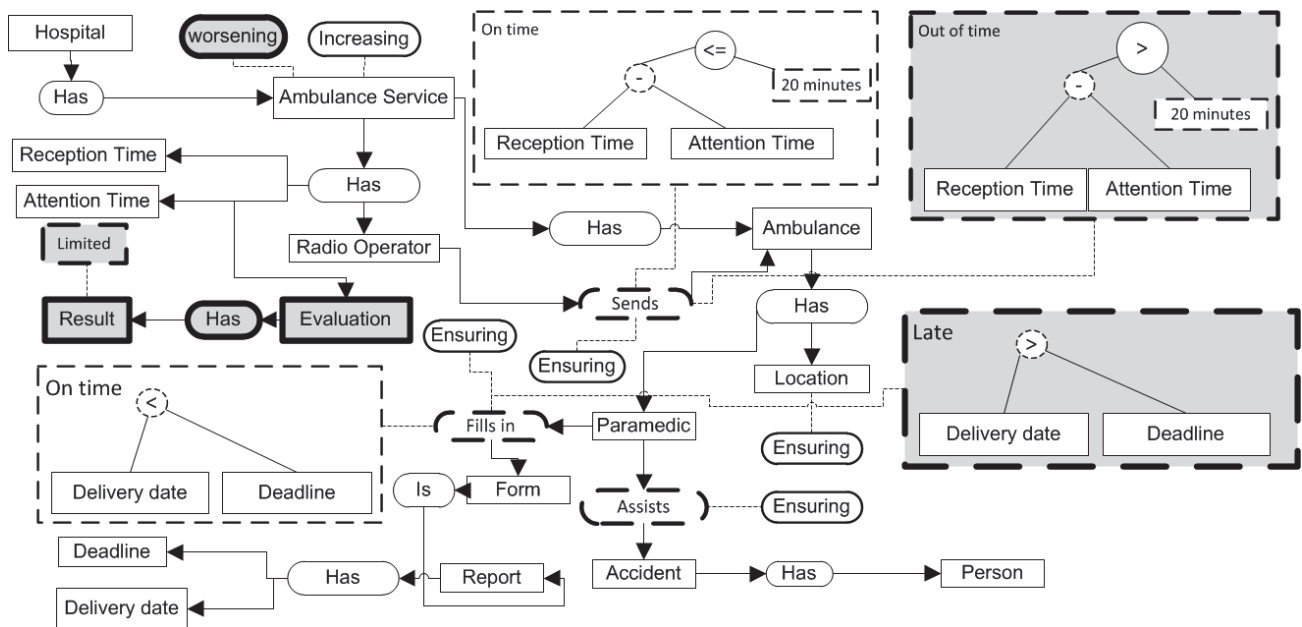 Hospital
worsening
Increasing
Has
Ambulance Service
On time
<=
-
20 minutes
Reception Time
Attention Time
Out of time
>
-
20 minutes
Reception Time
Attention Time
Reception Time
Attention Time
Has
Radio Operator
Has
Ambulance
Limited
Result
Has
Evaluation
Sends
Has
Ensuring
Ensuring
Location
Late
>
Delivery date
Deadline
On time
<
Delivery date
Deadline
Fills in
Paramedic
Ensuring
Is
Form
Assists
Ensuring
Deadline
Has
Report
Accident
Has
Person
Delivery date